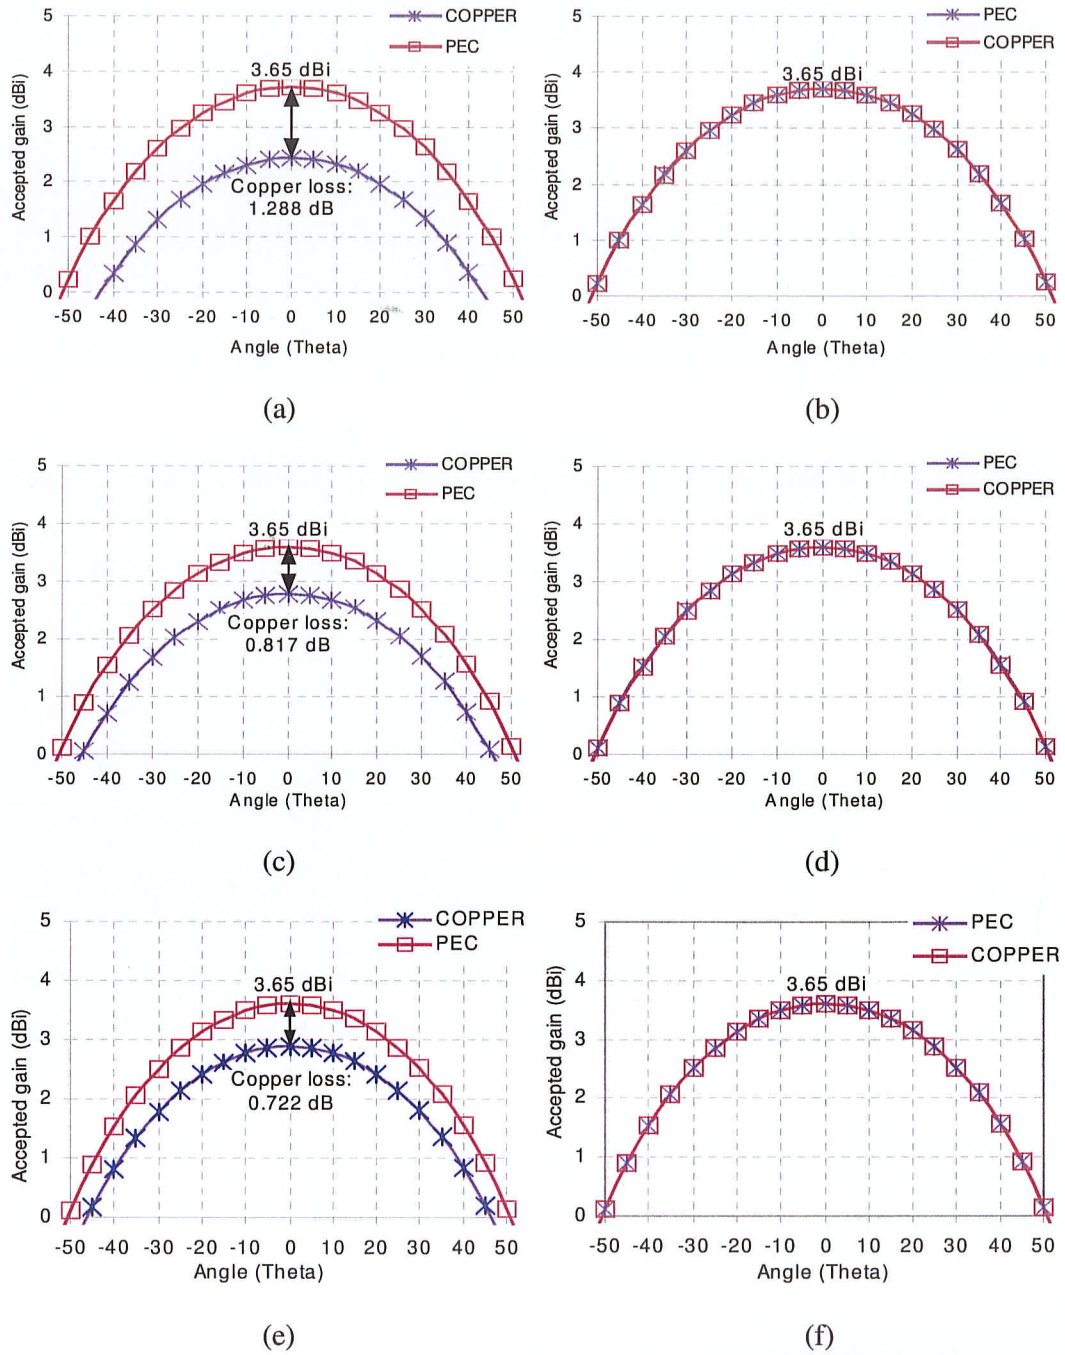 COPPER
PEC
5
4
3
2
1
0
3.65 dBi
Copper loss:
1.288 dB
Accepted gain (dBi)
-50 -40 -30 -20 -10 0 10 20 30 40 50
Angle (Theta)
(a)
PEC
COPPER
5
4
3
2
1
0
3.65 dBi
Accepted gain (dBi)
-50 -40 -30 -20 -10 0 10 20 30 40 50
Angle (Theta)
(b)
COPPER
PEC
5
4
3
2
1
0
3.65 dBi
Copper loss:
0.817 dB
Accepted gain (dBi)
-50 -40 -30 -20 -10 0 10 20 30 40 50
Angle (Theta)
(c)
PEC
COPPER
5
4
3
2
1
0
3.65 dBi
Accepted gain (dBi)
-50 -40 -30 -20 -10 0 10 20 30 40 50
Angle (Theta)
(d)
COPPER
PEC
5
4
3
2
1
0
3.65 dBi
Copper loss:
0.722 dB
Accepted gain (dBi)
-50 -40 -30 -20 -10 0 10 20 30 40 50
Angle (Theta)
(e)
PEC
COPPER
5
4
3
2
1
0
3.65 dBi
Accepted gain (dBi)
-50 -40 -30 -20 -10 0 10 20 30 40 50
Angle (Theta)
(f)